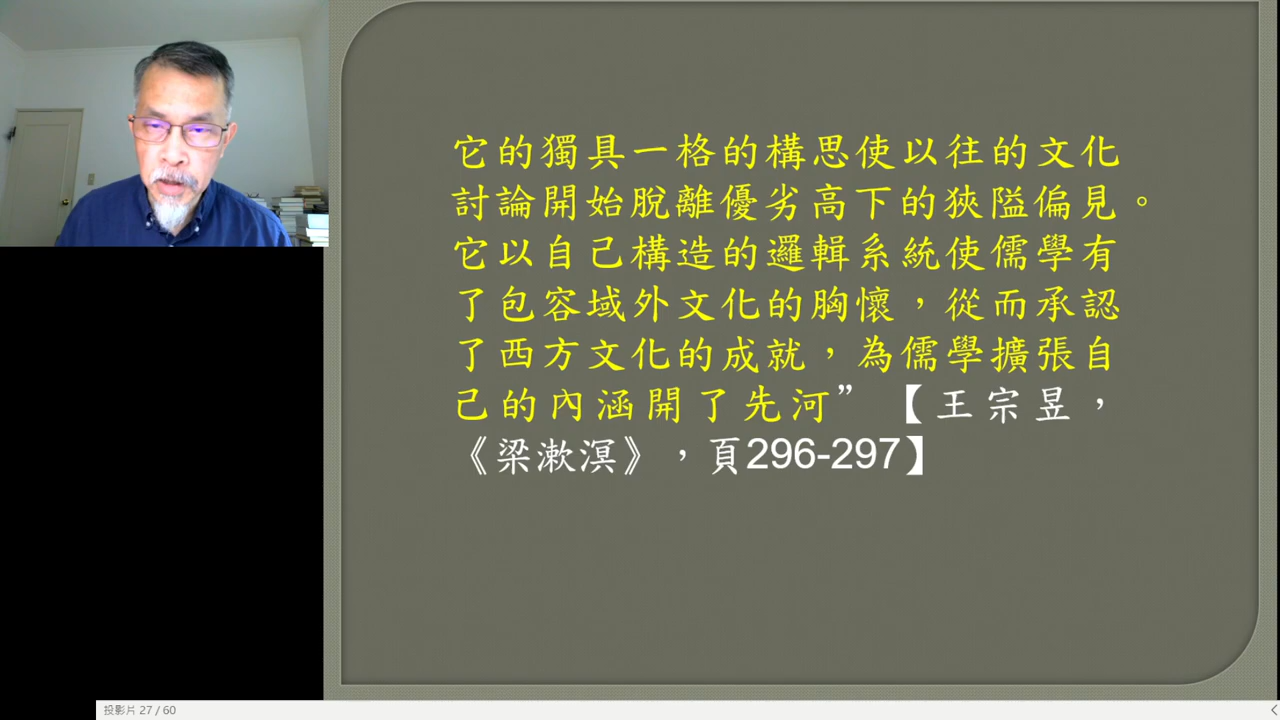 它的獨具一格的構思使以往的文化
討論開始脫離優劣高下的狹隘偏見。
它以自己構造的邏輯系統使儒學有
了包容域外文化的胸懷，從而承認
了西方文化的成就，為儒學擴張自
己的內涵開了先河”【王宗昱，
《梁漱溟》，頁296-297】
投影片 27 / 60